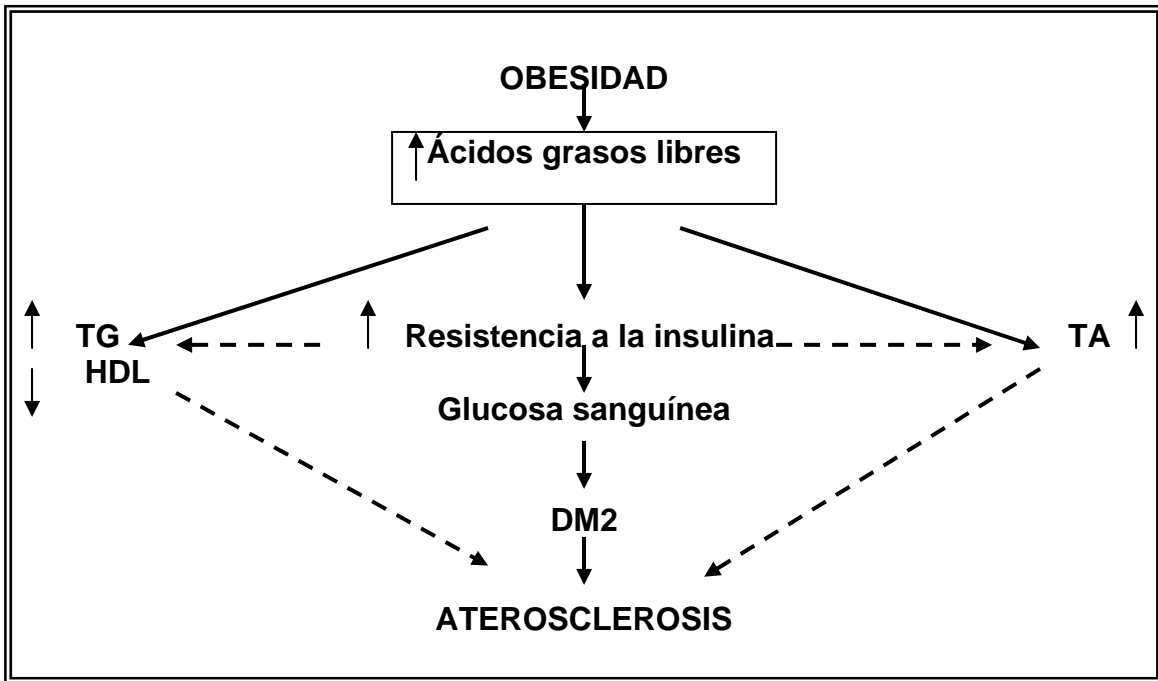 OBESIDAD
Ácidos grasos libres
TG Resistencia a la insulina TA
HDL
Glucosa sanguínea
DM2
ATEROSCLEROSIS